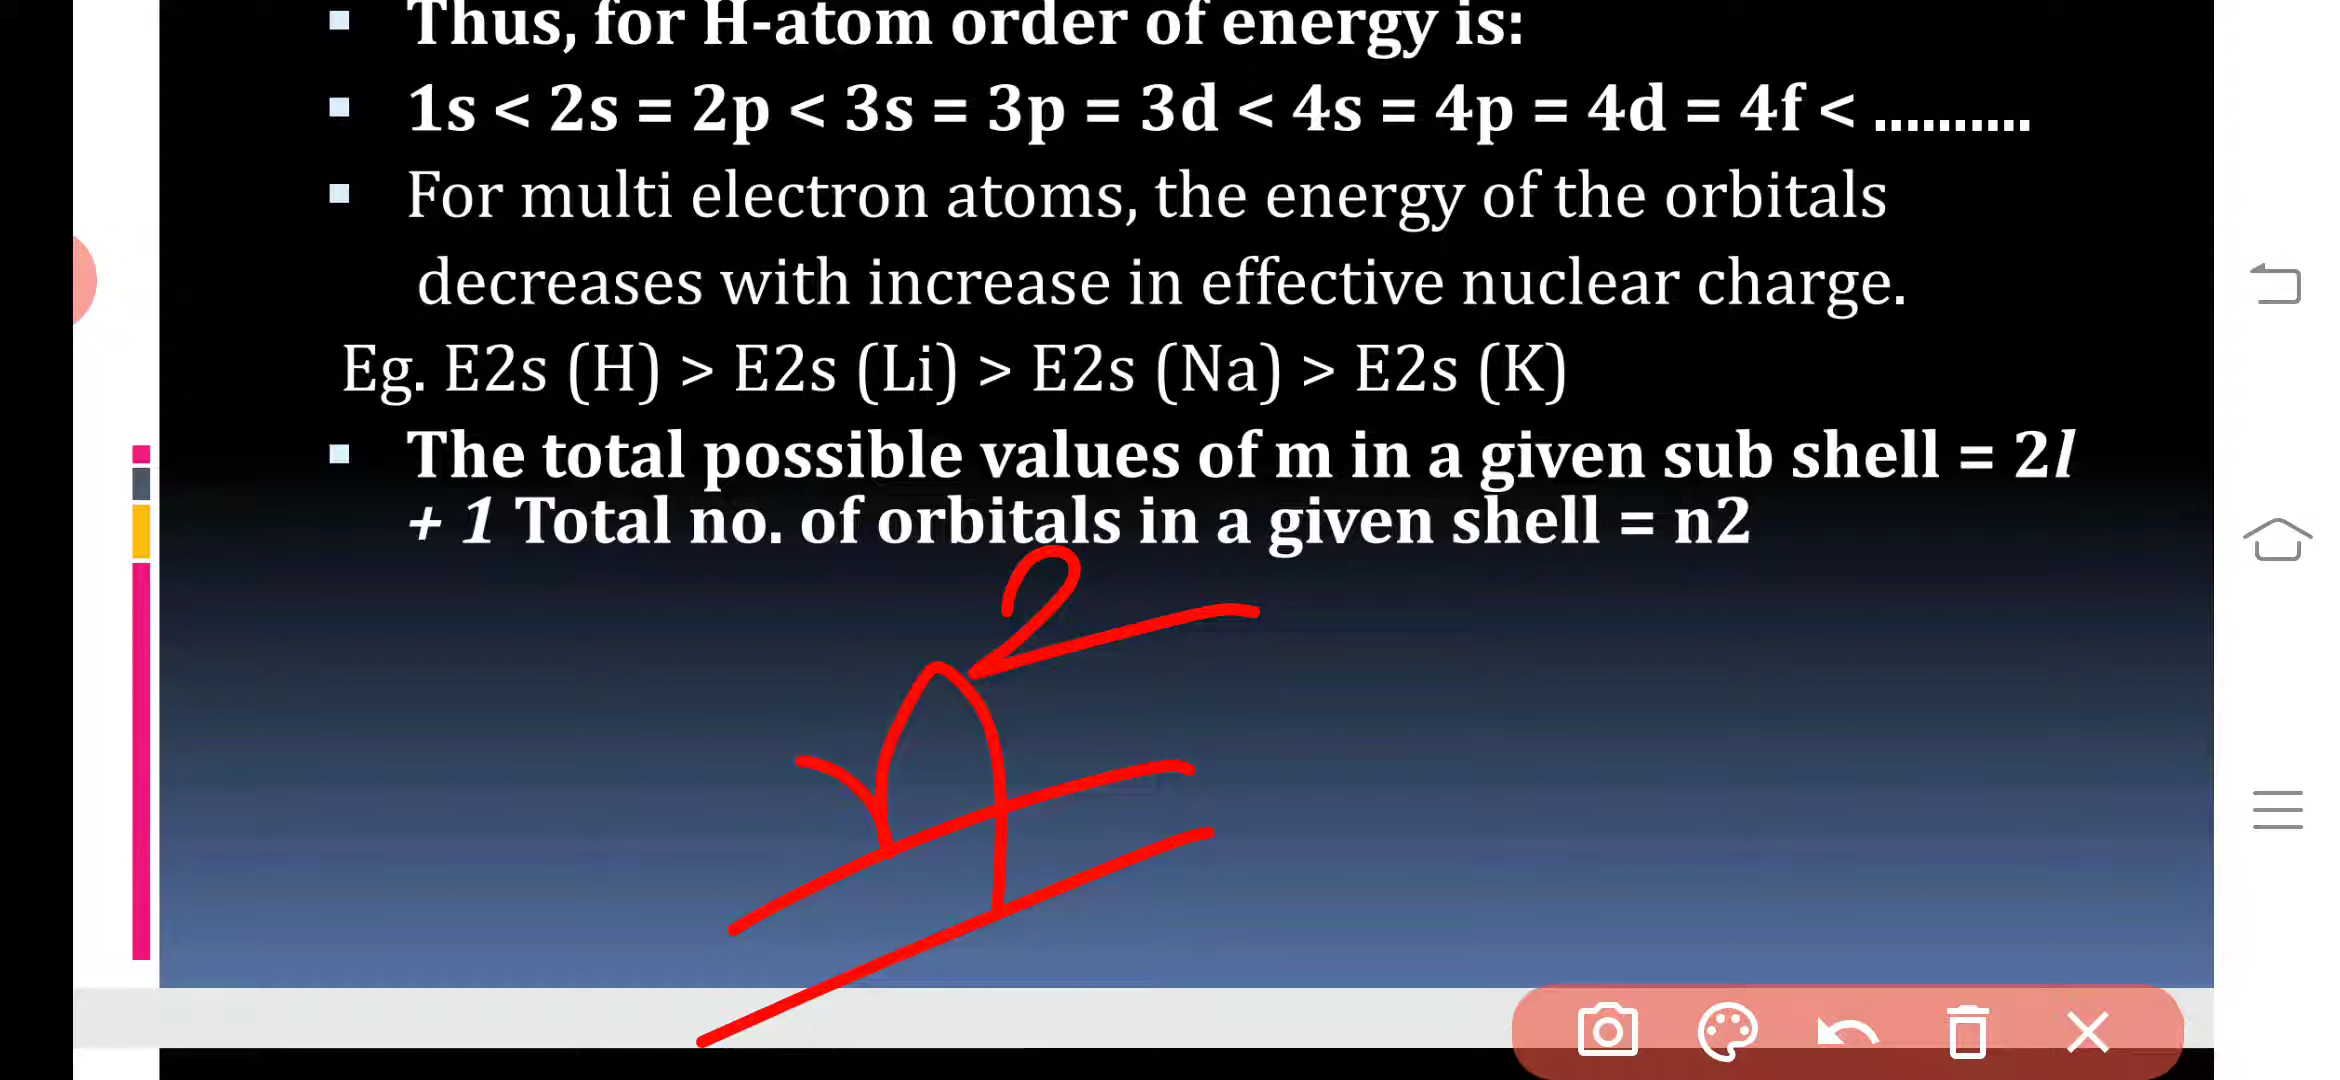 Thus, for H-atom order of energy is:
1s < 2s = 2p < 3s = 3p = 3d < 4s = 4p = 4d = 4f < ..........
For multi electron atoms, the energy of the orbitals
decreases with increase in effective nuclear charge.
Eg. E2s (H) > E2s (Li) > E2s (Na) > E2s (K)
The total possible values of m in a given sub shell = 2l
+ 1 Total no. of orbitals in a given shell = n2
n2